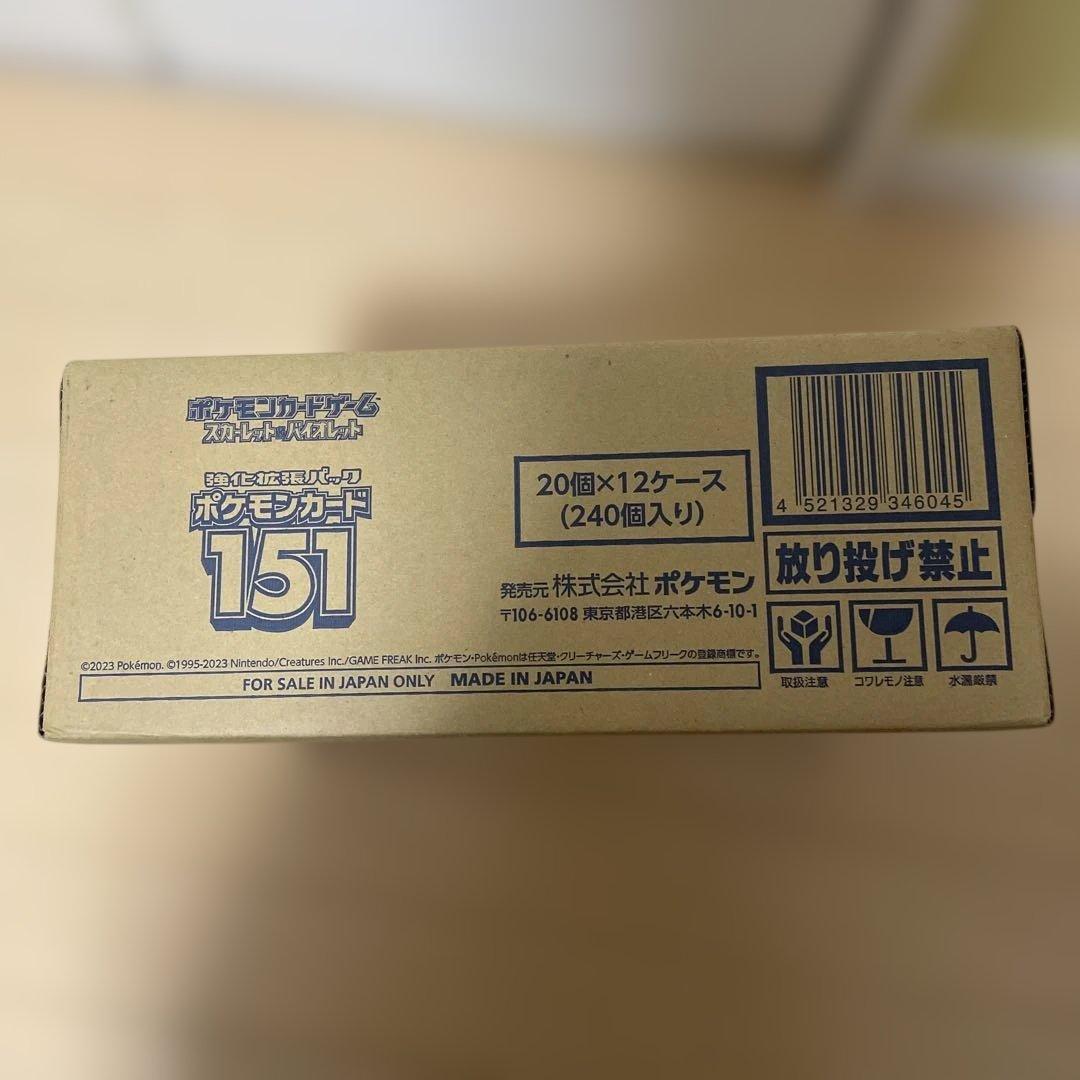 ポケモンカードゲーム
スカーレット&バイオレット
強化拡張パック
ポケモンカード
151
20個×12ケース
(240個入り)
4 521329 346045
放り投げ禁止
発売元 株式会社 ポケモン
〒106-6108 東京都港区六本木6-10-1
取扱注意
コワレモノ注意
水濡厳禁
©2023 Pokémon. ©1995-2023 Nintendo/Creatures Inc./GAME FREAK Inc. ポケモン・Pokémonは任天堂・クリーチャーズ・ゲームフリークの登録商標です。
FOR SALE IN JAPAN ONLY MADE IN JAPAN